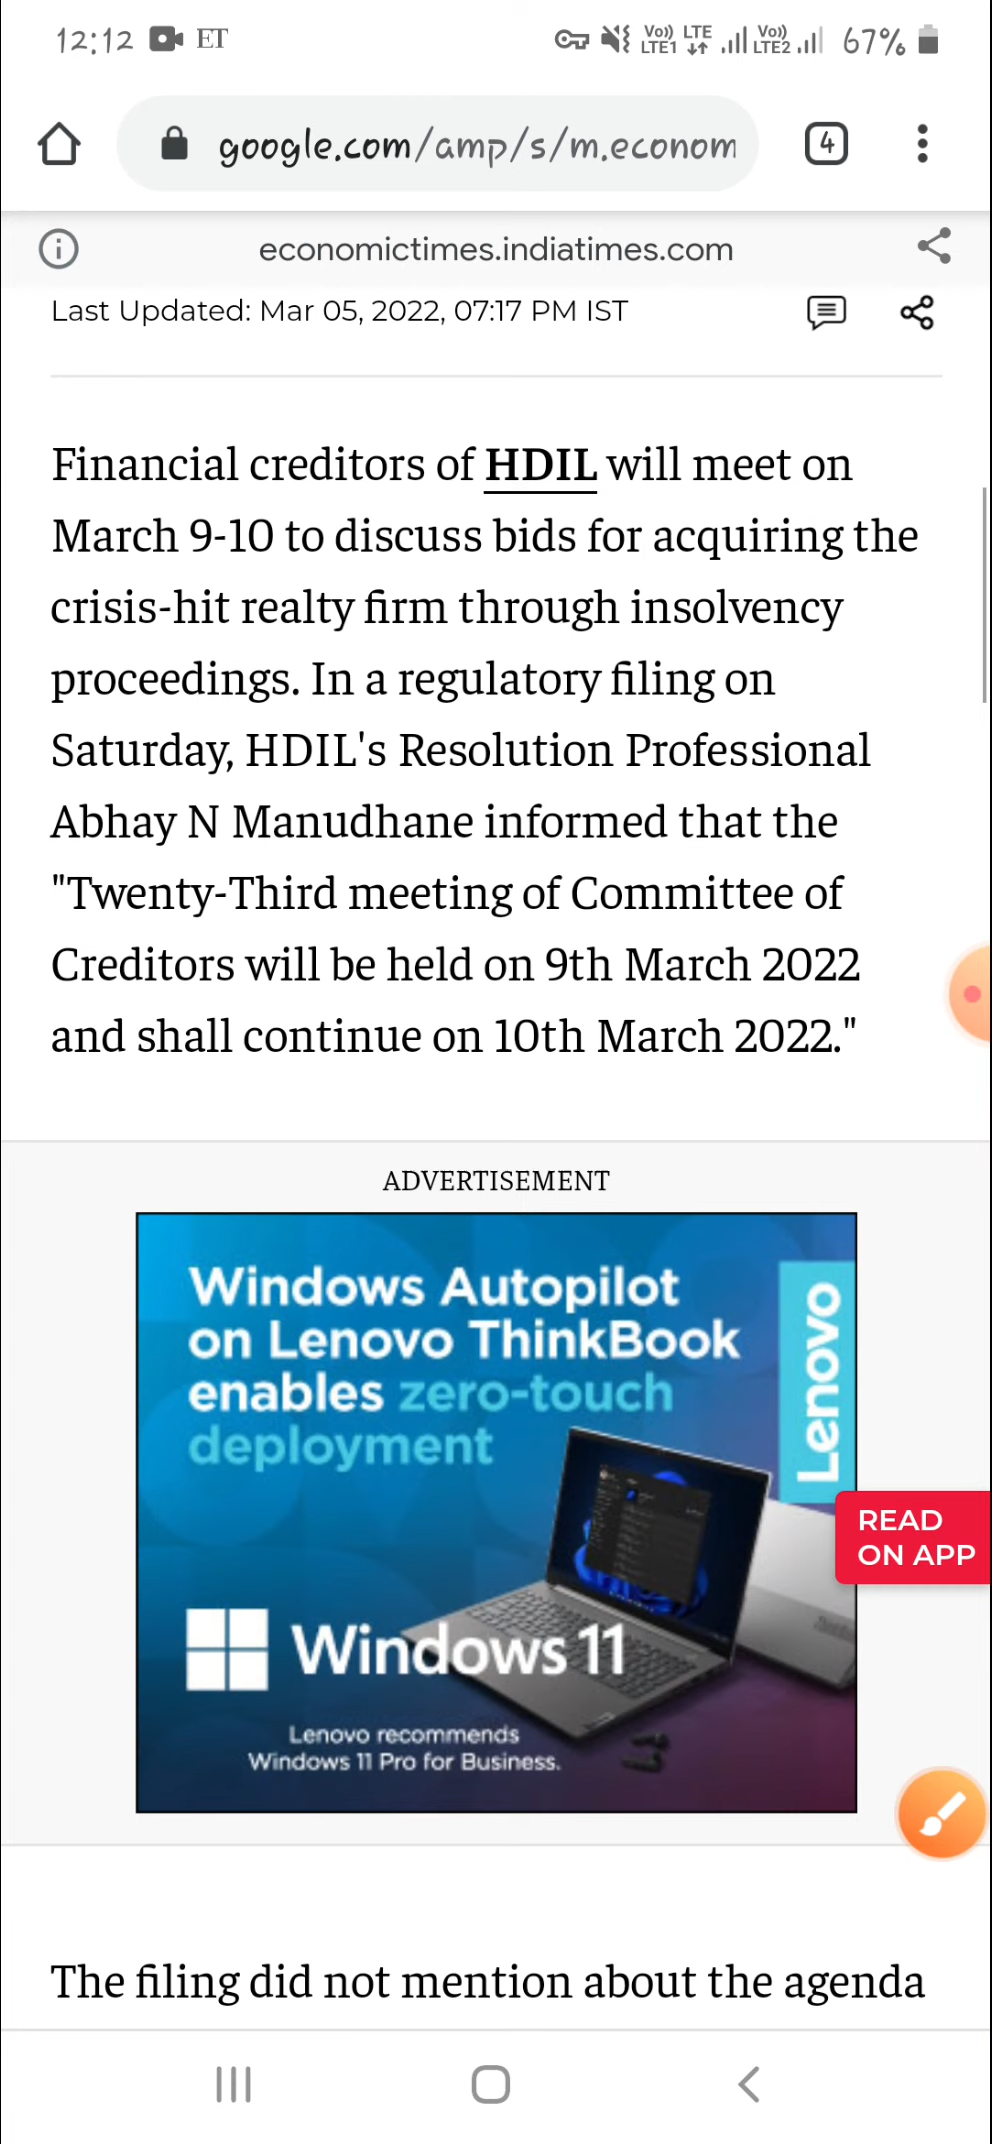 12:12 ET Vo)) LTE1 LTE Vo)) LTE2 67%
google.com/amp/s/m.econom 4
economictimes.indiatimes.com
Last Updated: Mar 05, 2022, 07:17 PM IST
Financial creditors of HDIL will meet on
March 9-10 to discuss bids for acquiring the
crisis-hit realty firm through insolvency
proceedings. In a regulatory filing on
Saturday, HDIL's Resolution Professional
Abhay N Manudhane informed that the
"Twenty-Third meeting of Committee of
Creditors will be held on 9th March 2022
and shall continue on 10th March 2022."
ADVERTISEMENT
Windows Autopilot
on Lenovo ThinkBook
enables zero-touch
deployment
Lenovo
READ
ON APP
Windows 11
Lenovo recommends
Windows 11 Pro for Business.
The filing did not mention about the agenda